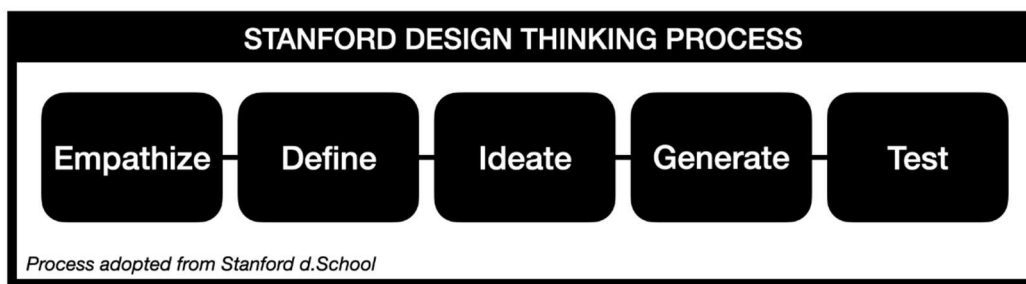 STANFORD DESIGN THINKING PROCESS
Empathize
Define
Ideate
Generate
Test
Process adopted from Stanford d.School